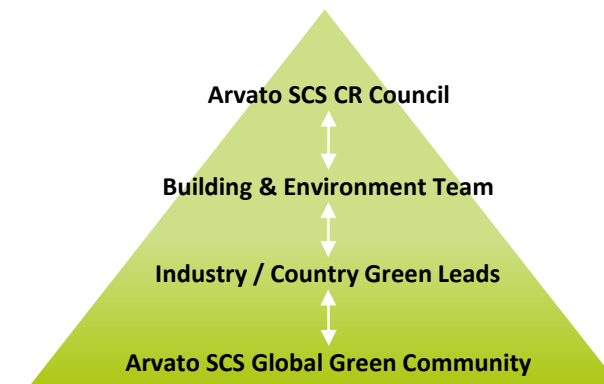 Arvato SCS CR Council
Building & Environment Team
Industry / Country Green Leads
Arvato SCS Global Green Community